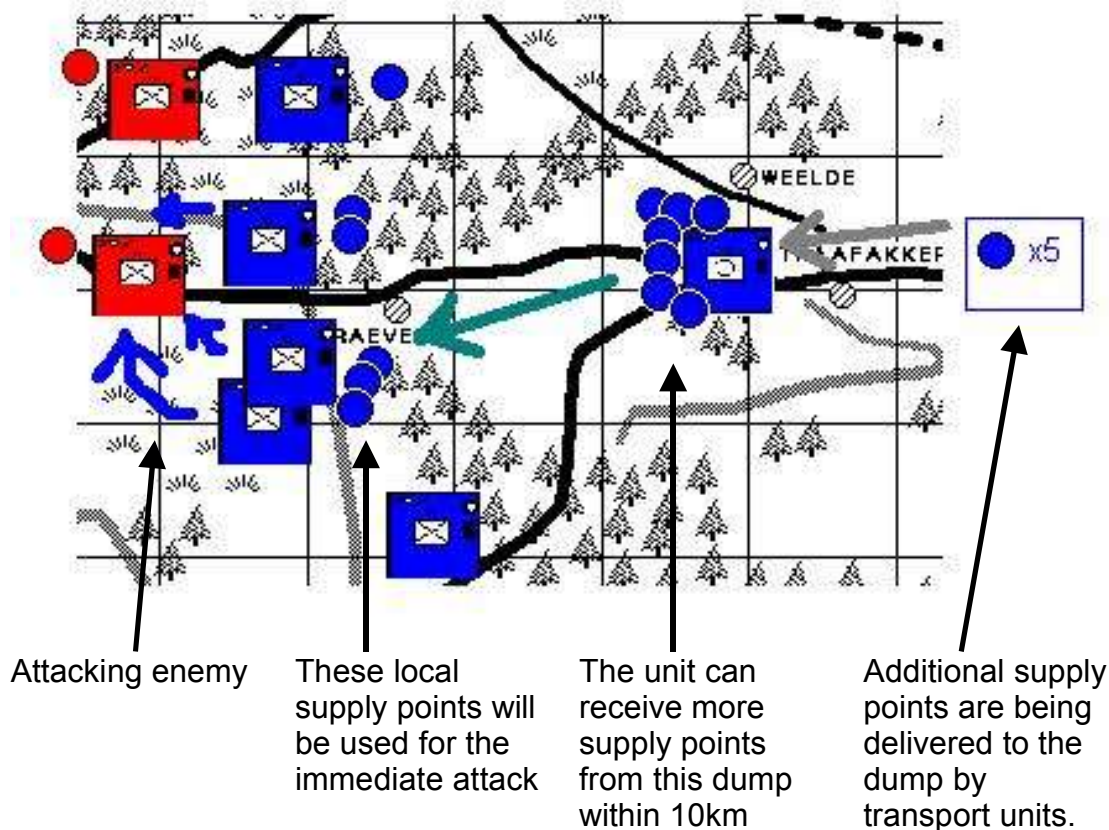 WEELDE
x5
RAEVE
Attacking enemy
These local
supply points will
be used for the
immediate attack
The unit can
receive more
supply points
from this dump
within 10km
Additional supply
points are being
delivered to the
dump by
transport units.